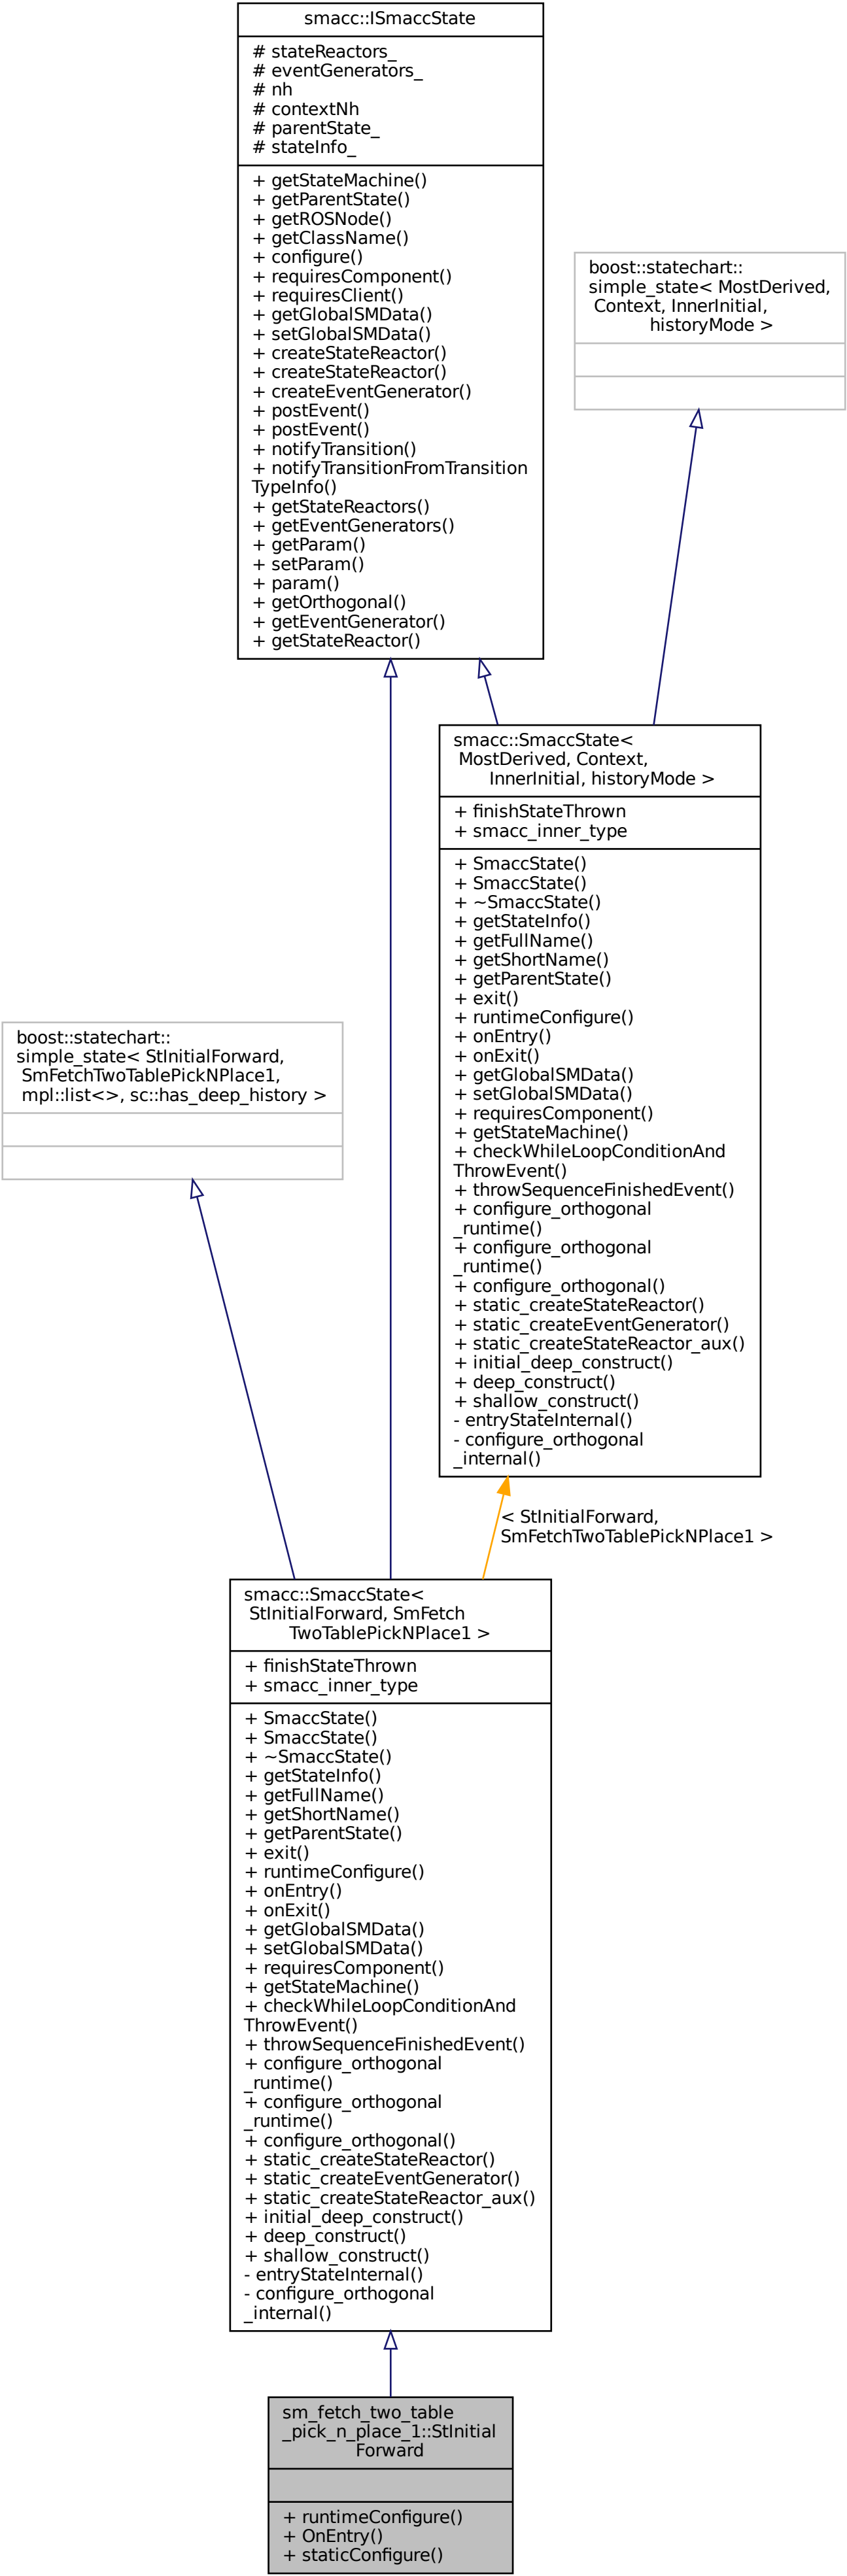 smacc::ISmaccState
# stateReactors_
# eventGenerators_
# nh
# contextNh
# parentState_
# stateInfo_
+ getStateMachine()
+ getParentState()
+ getROSNode()
+ getClassName()
+ configure()
+ requiresComponent()
+ requiresClient()
+ getGlobalSMData()
+ setGlobalSMData()
+ createStateReactor()
+ createStateReactor()
+ createEventGenerator()
+ postEvent()
+ postEvent()
+ notifyTransition()
+ notifyTransitionFromTransition
TypeInfo()
+ getStateReactors()
+ getEventGenerators()
+ getParam()
+ setParam()
+ param()
+ getOrthogonal()
+ getEventGenerator()
+ getStateReactor()
boost::statechart::
simple_state< MostDerived,
Context, InnerInitial,
historyMode >
smacc::SmaccState<
MostDerived, Context,
InnerInitial, historyMode >
+ finishStateThrown
+ smacc_inner_type
+ SmaccState()
+ SmaccState()
+ ~SmaccState()
+ getStateInfo()
+ getFullName()
+ getShortName()
+ getParentState()
+ exit()
+ runtimeConfigure()
+ onEntry()
+ onExit()
+ getGlobalSMData()
+ setGlobalSMData()
+ requiresComponent()
+ getStateMachine()
+ checkWhileLoopConditionAnd
ThrowEvent()
+ throwSequenceFinishedEvent()
+ configure_orthogonal
_runtime()
+ configure_orthogonal
_runtime()
+ configure_orthogonal()
+ static_createStateReactor()
+ static_createEventGenerator()
+ static_createStateReactor_aux()
+ initial_deep_construct()
+ deep_construct()
+ shallow_construct()
- entryStateInternal()
- configure_orthogonal
_internal()
boost::statechart::
simple_state< StInitialForward,
SmFetchTwoTablePickNPlace1,
mpl::list<>, sc::has_deep_history >
< StInitialForward,
SmFetchTwoTablePickNPlace1 >
smacc::SmaccState<
StInitialForward, SmFetch
TwoTablePickNPlace1 >
+ finishStateThrown
+ smacc_inner_type
+ SmaccState()
+ SmaccState()
+ ~SmaccState()
+ getStateInfo()
+ getFullName()
+ getShortName()
+ getParentState()
+ exit()
+ runtimeConfigure()
+ onEntry()
+ onExit()
+ getGlobalSMData()
+ setGlobalSMData()
+ requiresComponent()
+ getStateMachine()
+ checkWhileLoopConditionAnd
ThrowEvent()
+ throwSequenceFinishedEvent()
+ configure_orthogonal
_runtime()
+ configure_orthogonal
_runtime()
+ configure_orthogonal()
+ static_createStateReactor()
+ static_createEventGenerator()
+ static_createStateReactor_aux()
+ initial_deep_construct()
+ deep_construct()
+ shallow_construct()
- entryStateInternal()
- configure_orthogonal
_internal()
sm_fetch_two_table
_pick_n_place_1::StInitial
Forward
+ runtimeConfigure()
+ OnEntry()
+ staticConfigure()